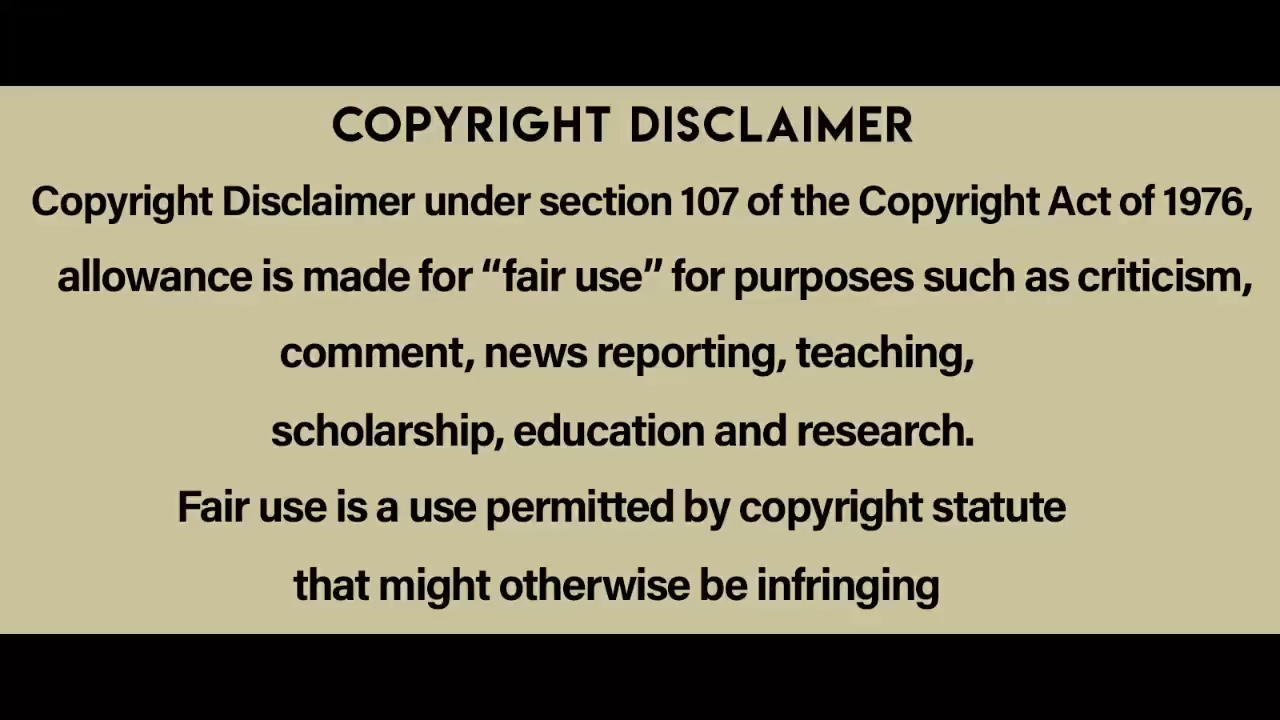 COPYRIGHT DISCLAIMER
Copyright Disclaimer under section 107 of the Copyright Act of 1976,
allowance is made for “fair use” for purposes such as criticism,
comment, news reporting, teaching,
scholarship, education and research.
Fair use is a use permitted by copyright statute
that might otherwise be infringing